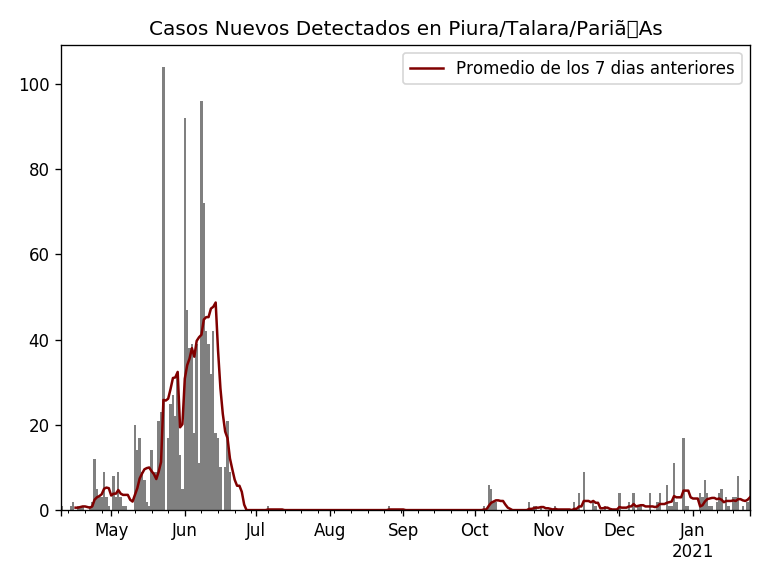 Casos Nuevos Detectados en Piura/Talara/Pariã▯As
Promedio de los 7 dias anteriores
100
80
60
40
20
0
May Jun Jul Aug Sep Oct Nov Dec Jan
2021